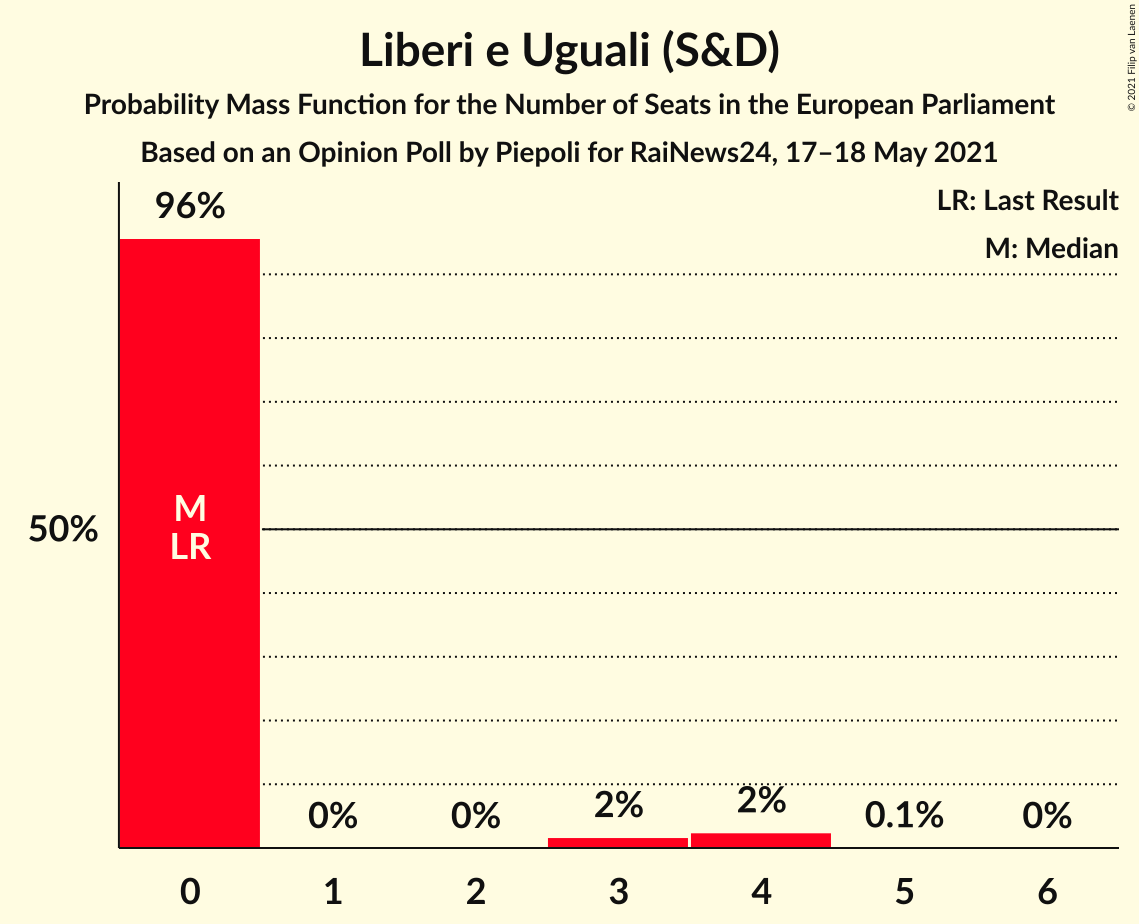 Liberi e Uguali (S&D)
Probability Mass Function for the Number of Seats in the European Parliament
Based on an Opinion Poll by Piepoli for RaiNews24, 17–18 May 2021
© 2021 Filip van Laenen
LR: Last Result
M: Median
96%
50%
M
LR
0%
0%
2%
2%
0.1%
0%
0
1
2
3
4
5
6